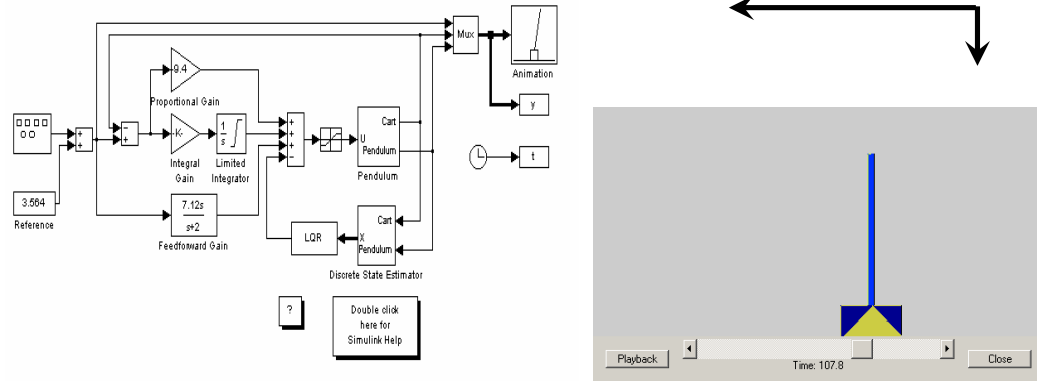 Mux
Animation
-9.4
Proportional Gain
y
-K-
1
s
Integral
Gain
Limited
Integrator
U
Cart
Pendulum
Pendulum
t
3.564
Reference
7.12s
s+2
Feedforward Gain
LQR
Cart
X
Pendulum
Discrete State Estimator
?
Double click
here for
Simulink Help
Playback
Time: 107.8
Close